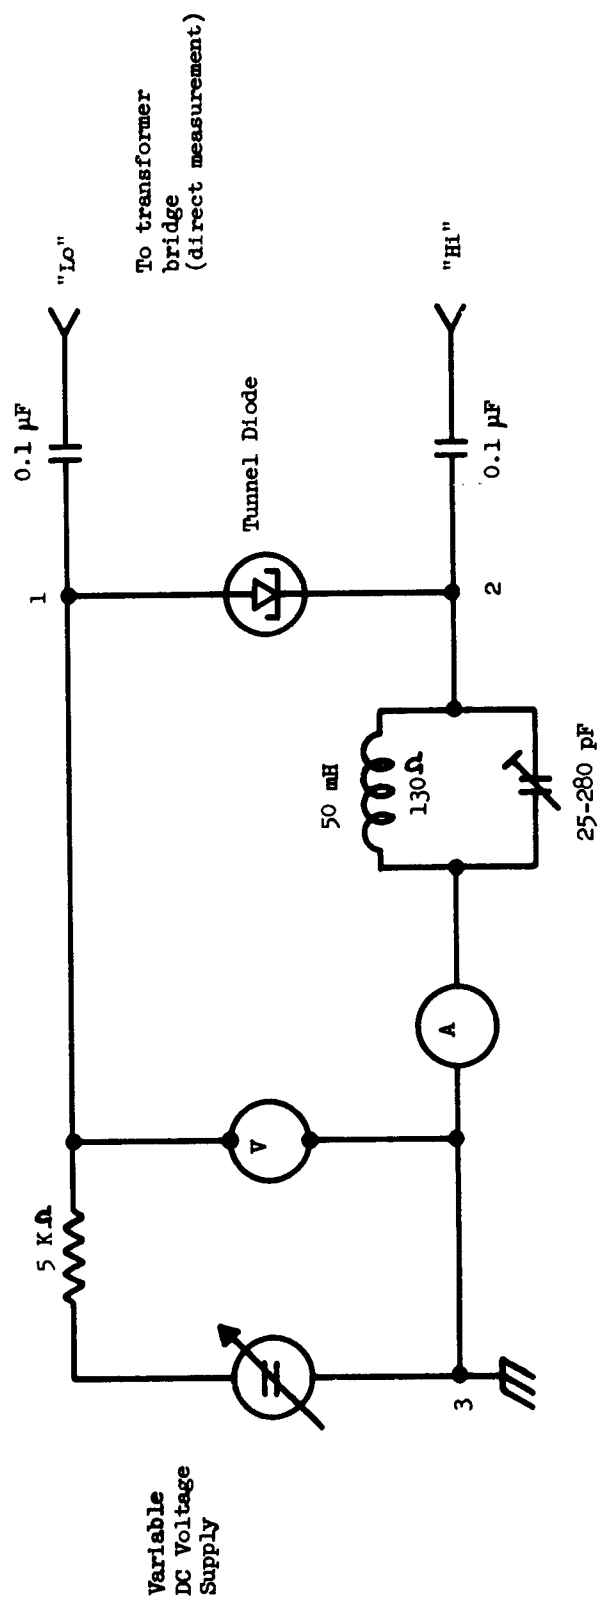 Variable
DC Voltage
Supply
5 KΩ
V
3
A
50 mH
130Ω
25-280 pF
1
Tunnel Diode
2
0.1 μF
0.1 μF
"Lo"
To transformer
bridge
(direct measurement)
"Hi"